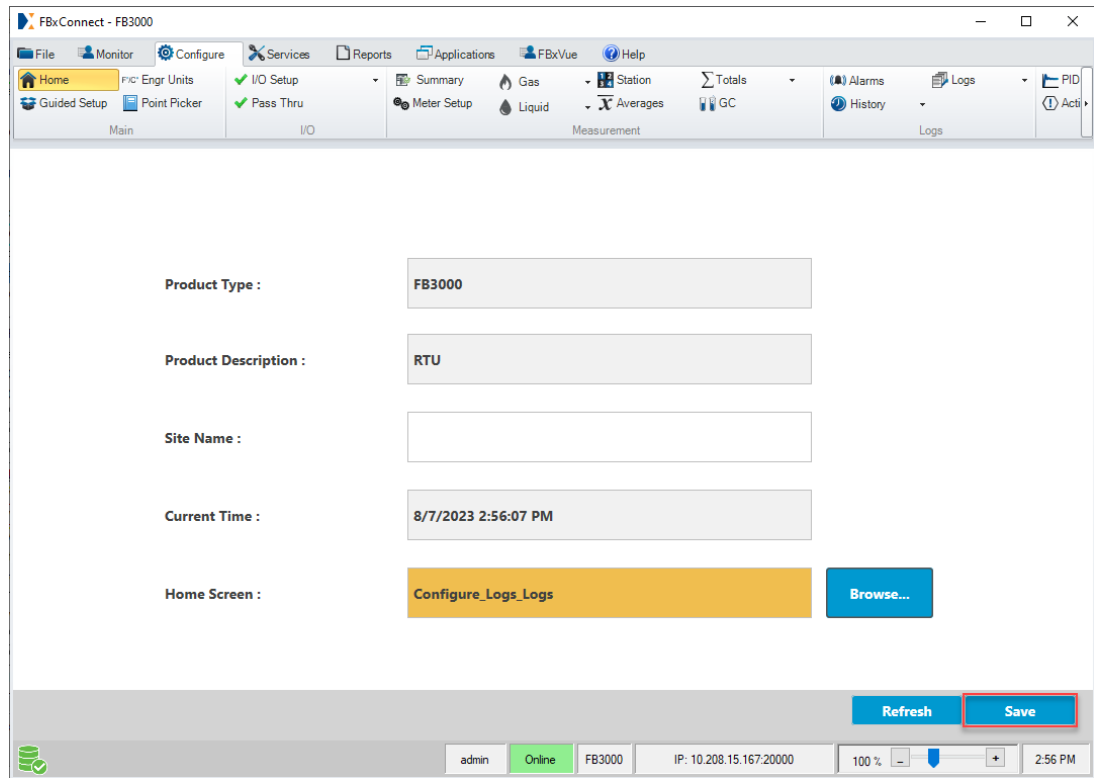 FBxConnect - FB3000
File Monitor Configure Services Reports Applications FBxVue Help
Home F?/C° Engr Units I/O Setup Summary Gas Station Totals Alarms Logs PID
Guided Setup Point Picker Pass Thru Meter Setup Liquid Averages GC History Acti
Main I/O Measurement Logs
Product Type : FB3000
Product Description : RTU
Site Name :
Current Time : 8/7/2023 2:56:07 PM
Home Screen : Configure_Logs_Logs Browse...
Refresh Save
admin Online FB3000 IP: 10.208.15.167:20000 100 % - + 2:56 PM